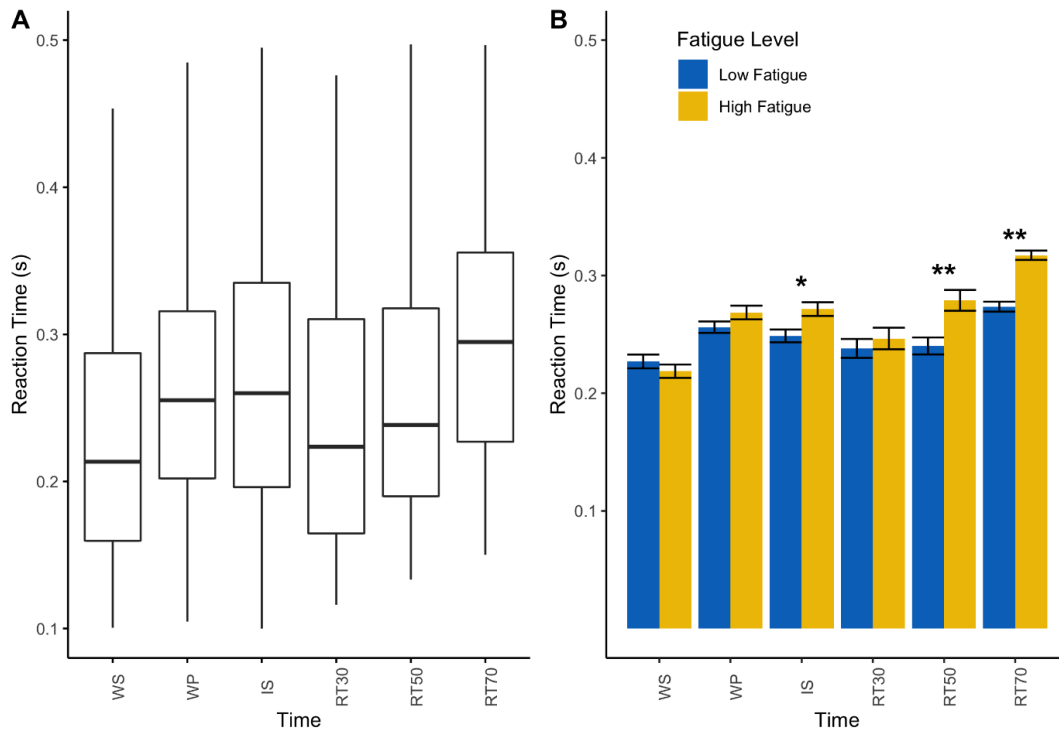 A
Reaction Time (s)
0.5
0.4
0.3
0.2
0.1
WS
WP
IS
RT30
RT50
RT70
Time
B
Fatigue Level
Low Fatigue
High Fatigue
Reaction Time (s)
0.5
0.4
0.3
0.2
0.1
*
**
**
WS
WP
IS
RT30
RT50
RT70
Time